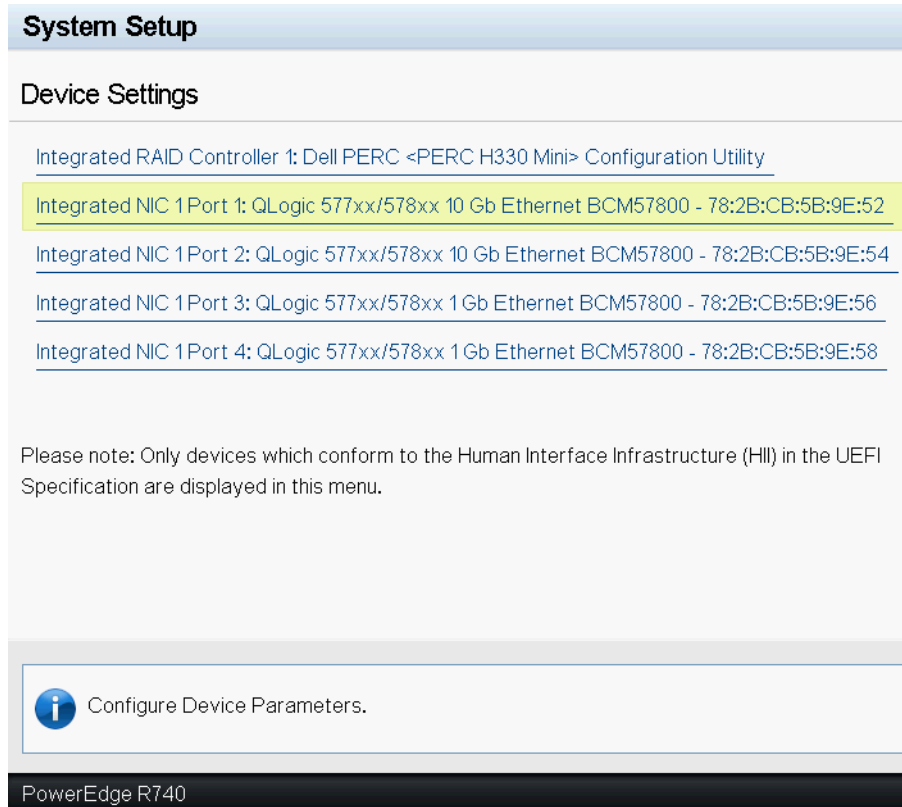 System Setup
Device Settings
Integrated RAID Controller 1: Dell PERC <PERC H330 Mini> Configuration Utility
Integrated NIC 1 Port 1: QLogic 577xx/578xx 10 Gb Ethernet BCM57800 - 78:2B:CB:5B:9E:52
Integrated NIC 1 Port 2: QLogic 577xx/578xx 10 Gb Ethernet BCM57800 - 78:2B:CB:5B:9E:54
Integrated NIC 1 Port 3: QLogic 577xx/578xx 1 Gb Ethernet BCM57800 - 78:2B:CB:5B:9E:56
Integrated NIC 1 Port 4: QLogic 577xx/578xx 1 Gb Ethernet BCM57800 - 78:2B:CB:5B:9E:58
Please note: Only devices which conform to the Human Interface Infrastructure (HII) in the UEFI
Specification are displayed in this menu.
Configure Device Parameters.
PowerEdge R740